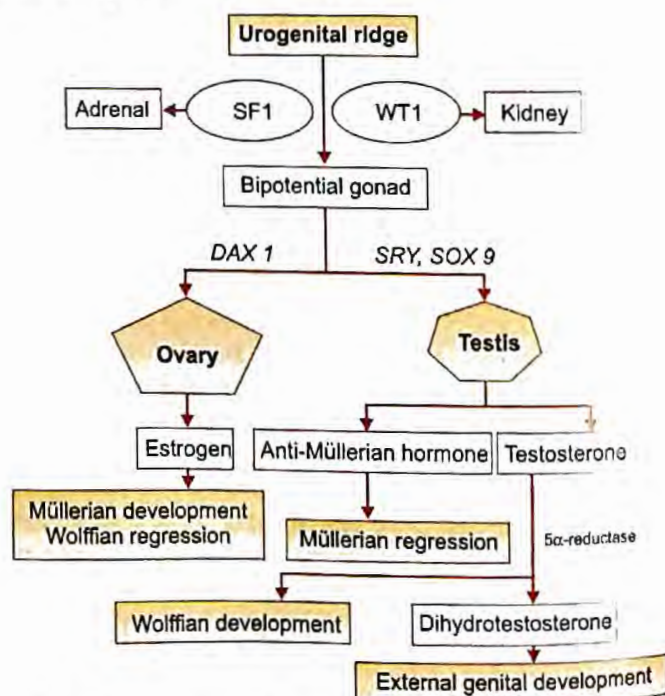 Urogenital ridge
Adrenal
SF1
WT1
Kidney
Bipotential gonad
DAX 1
SRY, SOX 9
Ovary
Testis
Estrogen
Anti-Müllerian hormone
Testosterone
Müllerian development
Wolffian regression
Müllerian regression
5α-reductase
Wolffian development
Dihydrotestosterone
External genital development